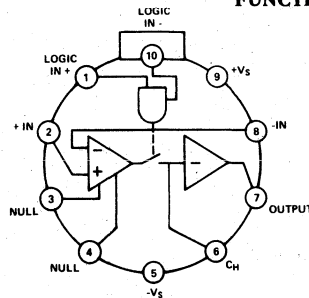 FUNCTI
LOGIC
IN -
LOGIC
IN +
10
1
9
+VS
+ IN
2
8
-IN
-
+
-
3
NULL
7
OUTPUT
4
NULL
5
-VS
6
CH